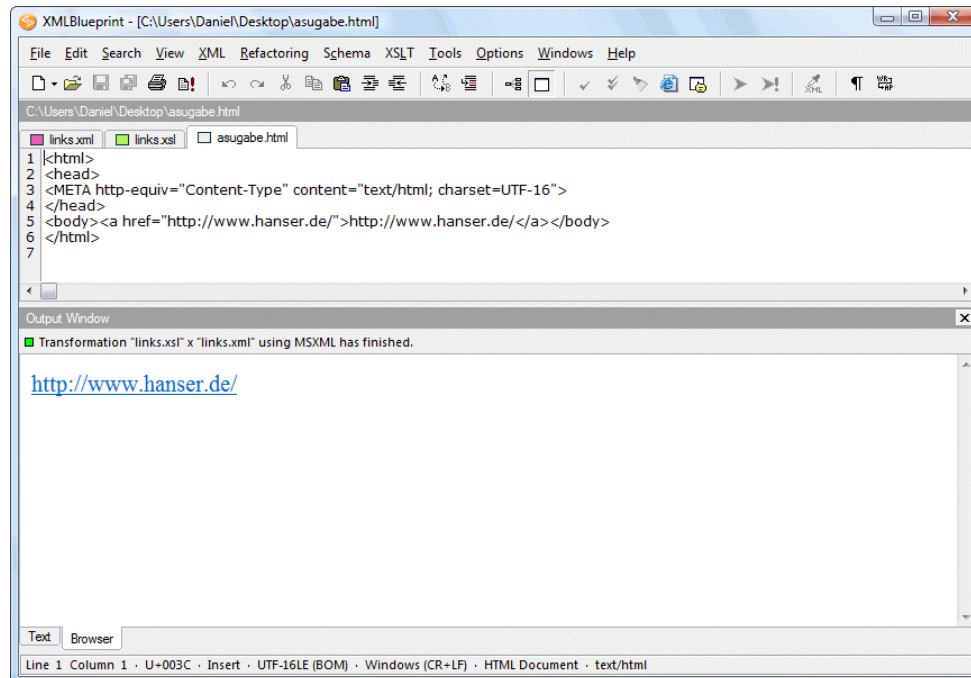 XMLBlueprint - [C:\Users\Daniel\Desktop\asugabe.html]
File Edit Search View XML Refactoring Schema XSLT Tools Options Windows Help
C:\Users\Daniel\Desktop\asugabe.html
links.xml links.xsl asugabe.html
1 <html>
2 <head>
3 <META http-equiv="Content-Type" content="text/html; charset=UTF-16">
4 </head>
5 <body><a href="http://www.hanser.de/">http://www.hanser.de/</a></body>
6 </html>
7
Output Window
Transformation "links.xsl" x "links.xml" using MSXML has finished.
http://www.hanser.de/
Text Browser
Line 1 Column 1 · U+003C · Insert · UTF-16LE (BOM) · Windows (CR+LF) · HTML Document · text/html